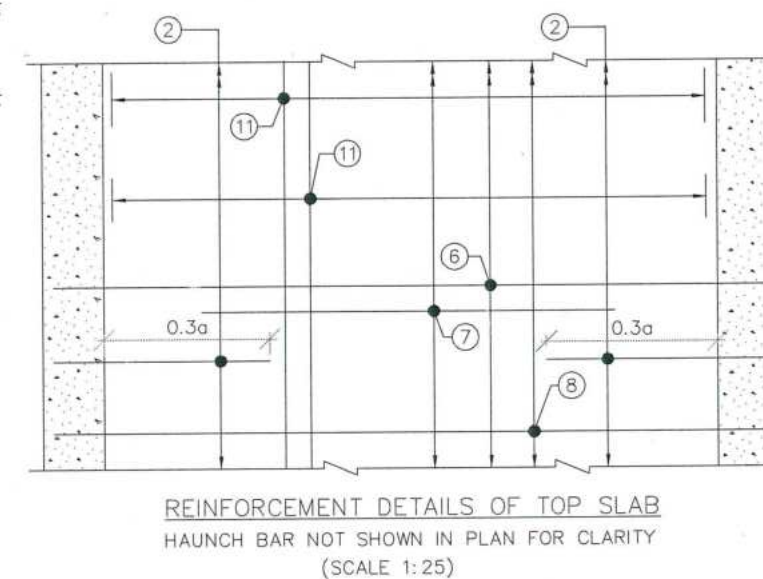 2
2
11
11
6
0.3a
0.3a
7
8
REINFORCEMENT DETAILS OF TOP SLAB
HAUNCH BAR NOT SHOWN IN PLAN FOR CLARITY
(SCALE 1:25)